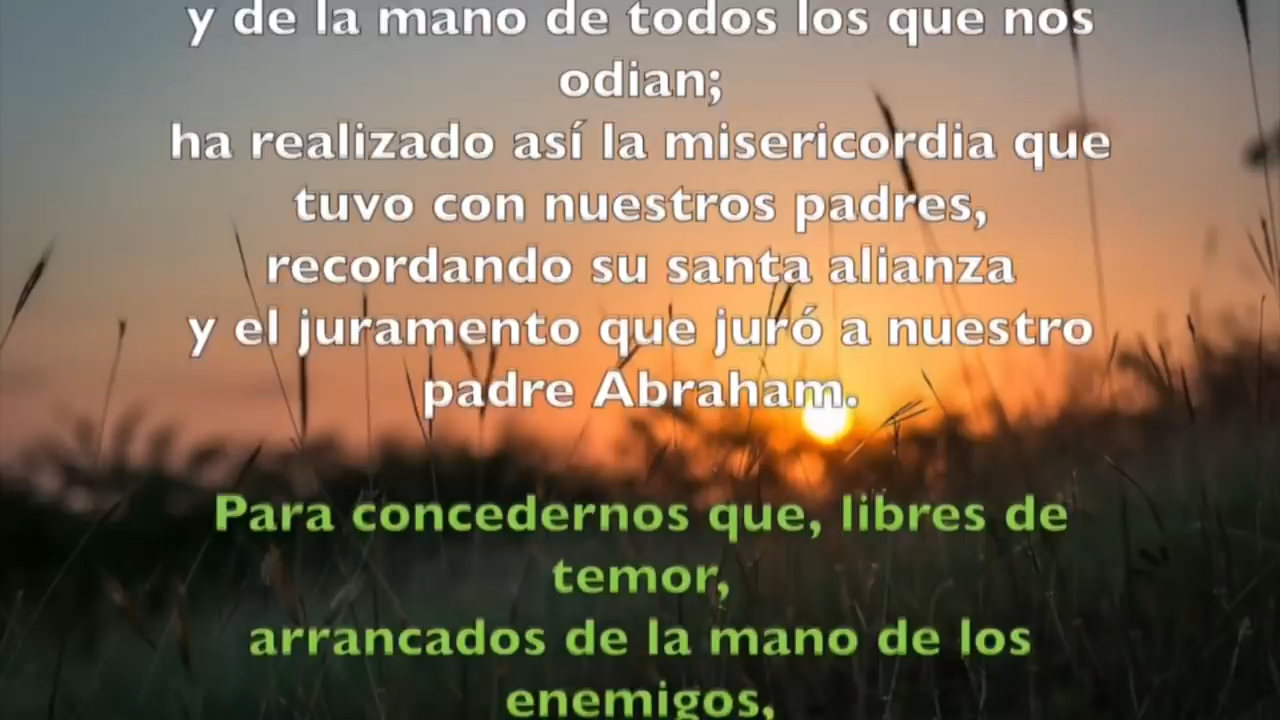 y de la mano de todos los que nos
odian;
ha realizado así la misericordia que
tuvo con nuestros padres,
recordando su santa alianza
y el juramento que juró a nuestro
padre Abraham.
Para concedernos que, libres de
temor,
arrancados de la mano de los
enemigos,